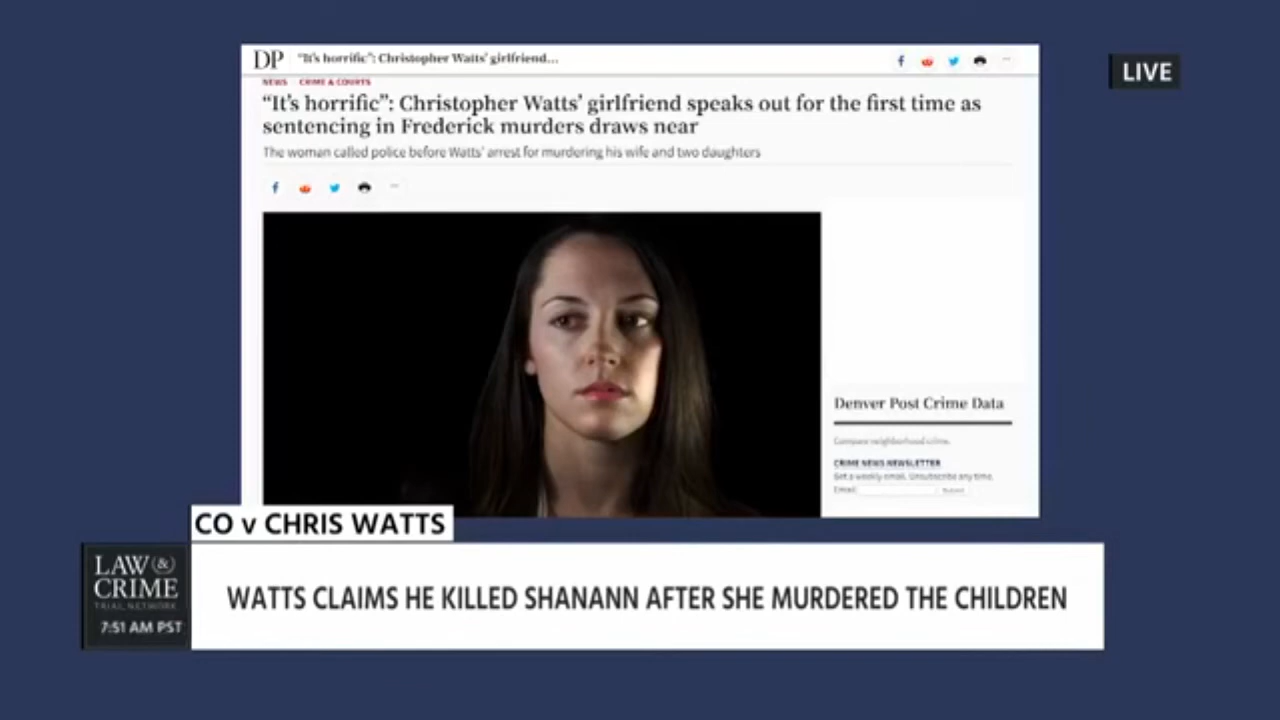 DP "It's horrific": Christopher Watts' girlfriend...
LIVE
NEWS CRIME & COURTS
"It's horrific": Christopher Watts' girlfriend speaks out for the first time as
sentencing in Frederick murders draws near
The woman called police before Watts' arrest for murdering his wife and two daughters
Denver Post Crime Data
Compare neighborhood crime.
CRIME NEWS NEWSLETTER
Get a weekly email. Unsubscribe any time.
Email
Submit
CO v CHRIS WATTS
LAW &
CRIME
TRIAL NETWORK
7:51 AM PST
WATTS CLAIMS HE KILLED SHANANN AFTER SHE MURDERED THE CHILDREN